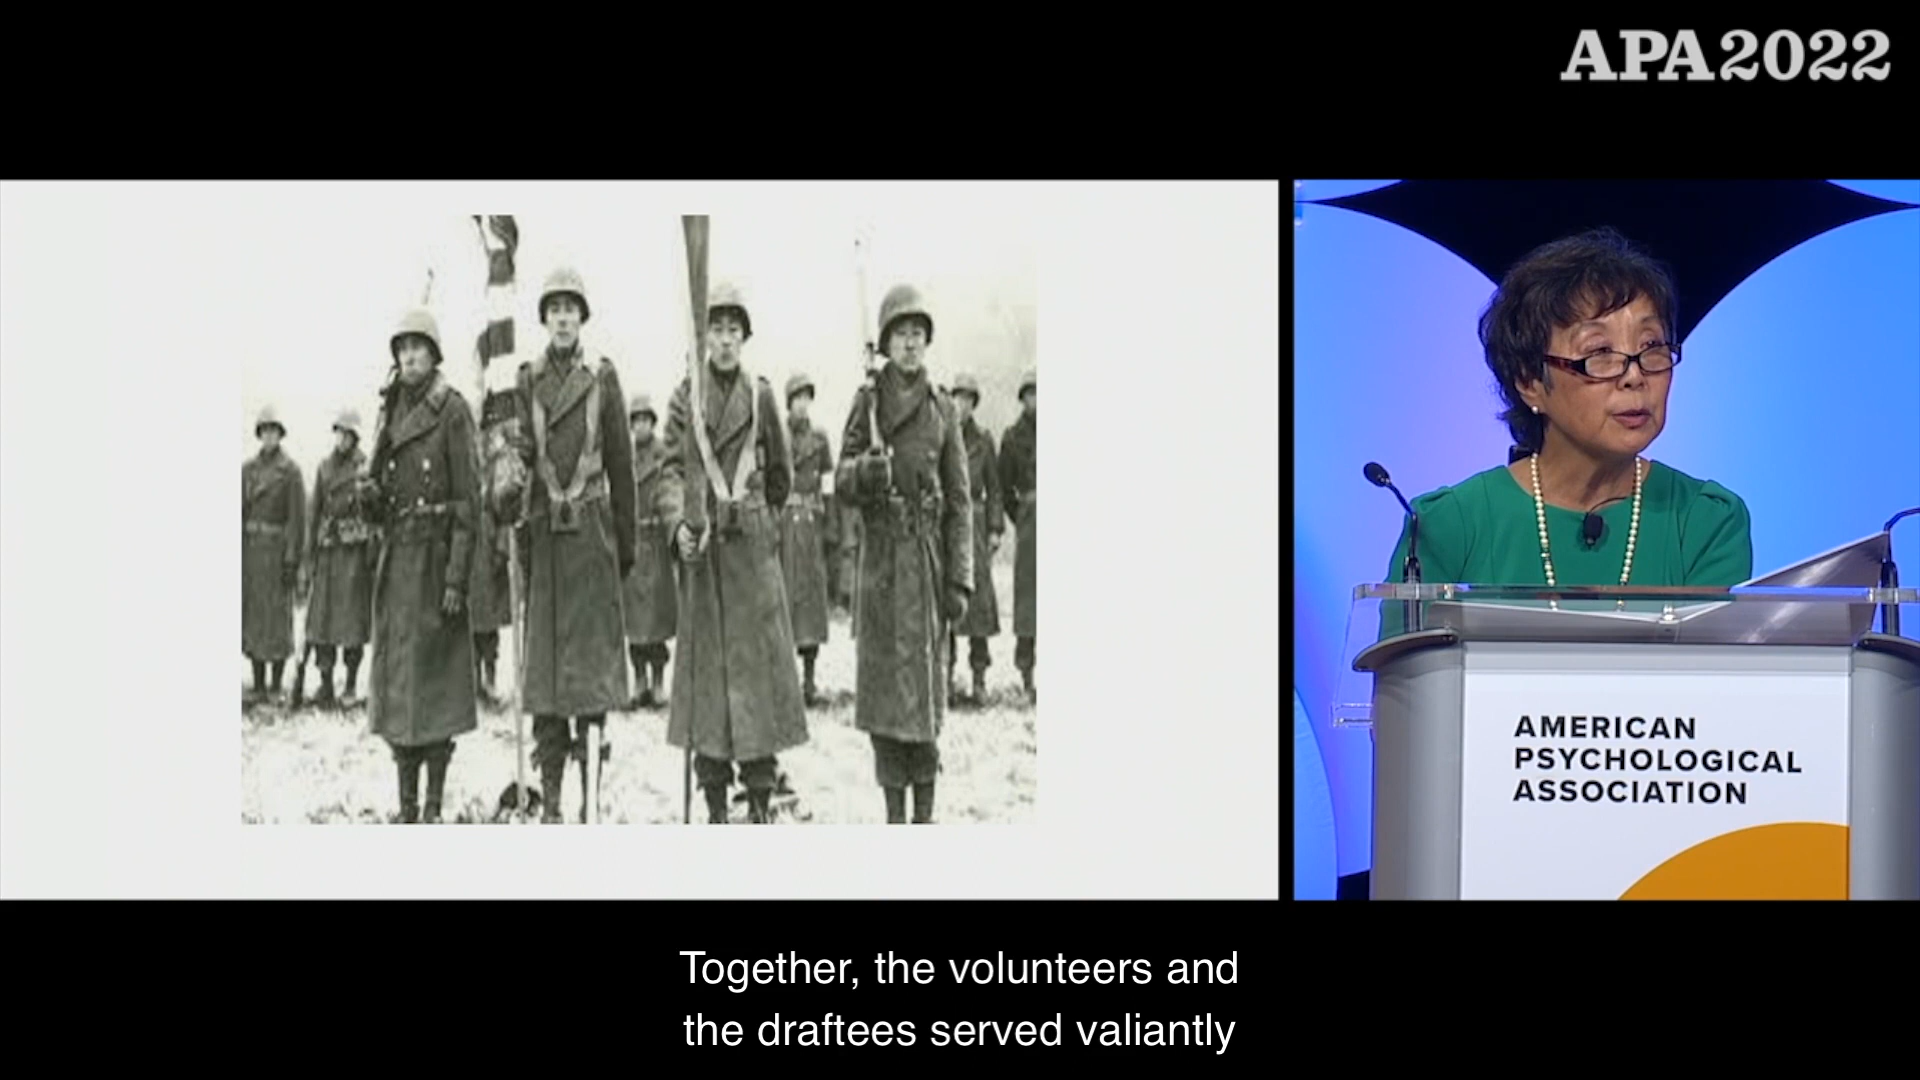 APA2022
AMERICAN
PSYCHOLOGICAL
ASSOCIATION
Together, the volunteers and
the draftees served valiantly